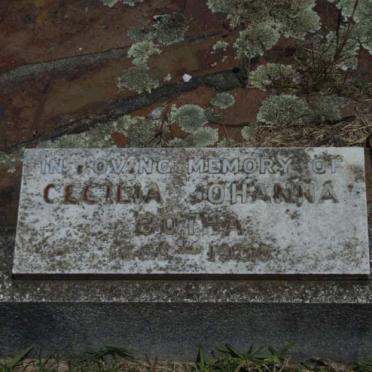 IN LOVING MEMORY OF
CECILIA JOHANNA
BOTHA